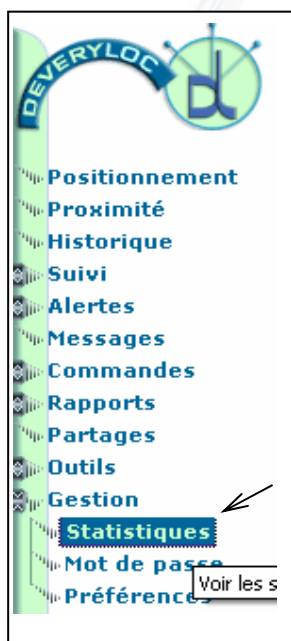 DEVERYLOC
Positionnement
Proximité
Historique
Suivi
Alertes
Messages
Commandes
Rapports
Partages
Outils
Gestion
Statistiques
Mot de passe
Voir les s
Préférences